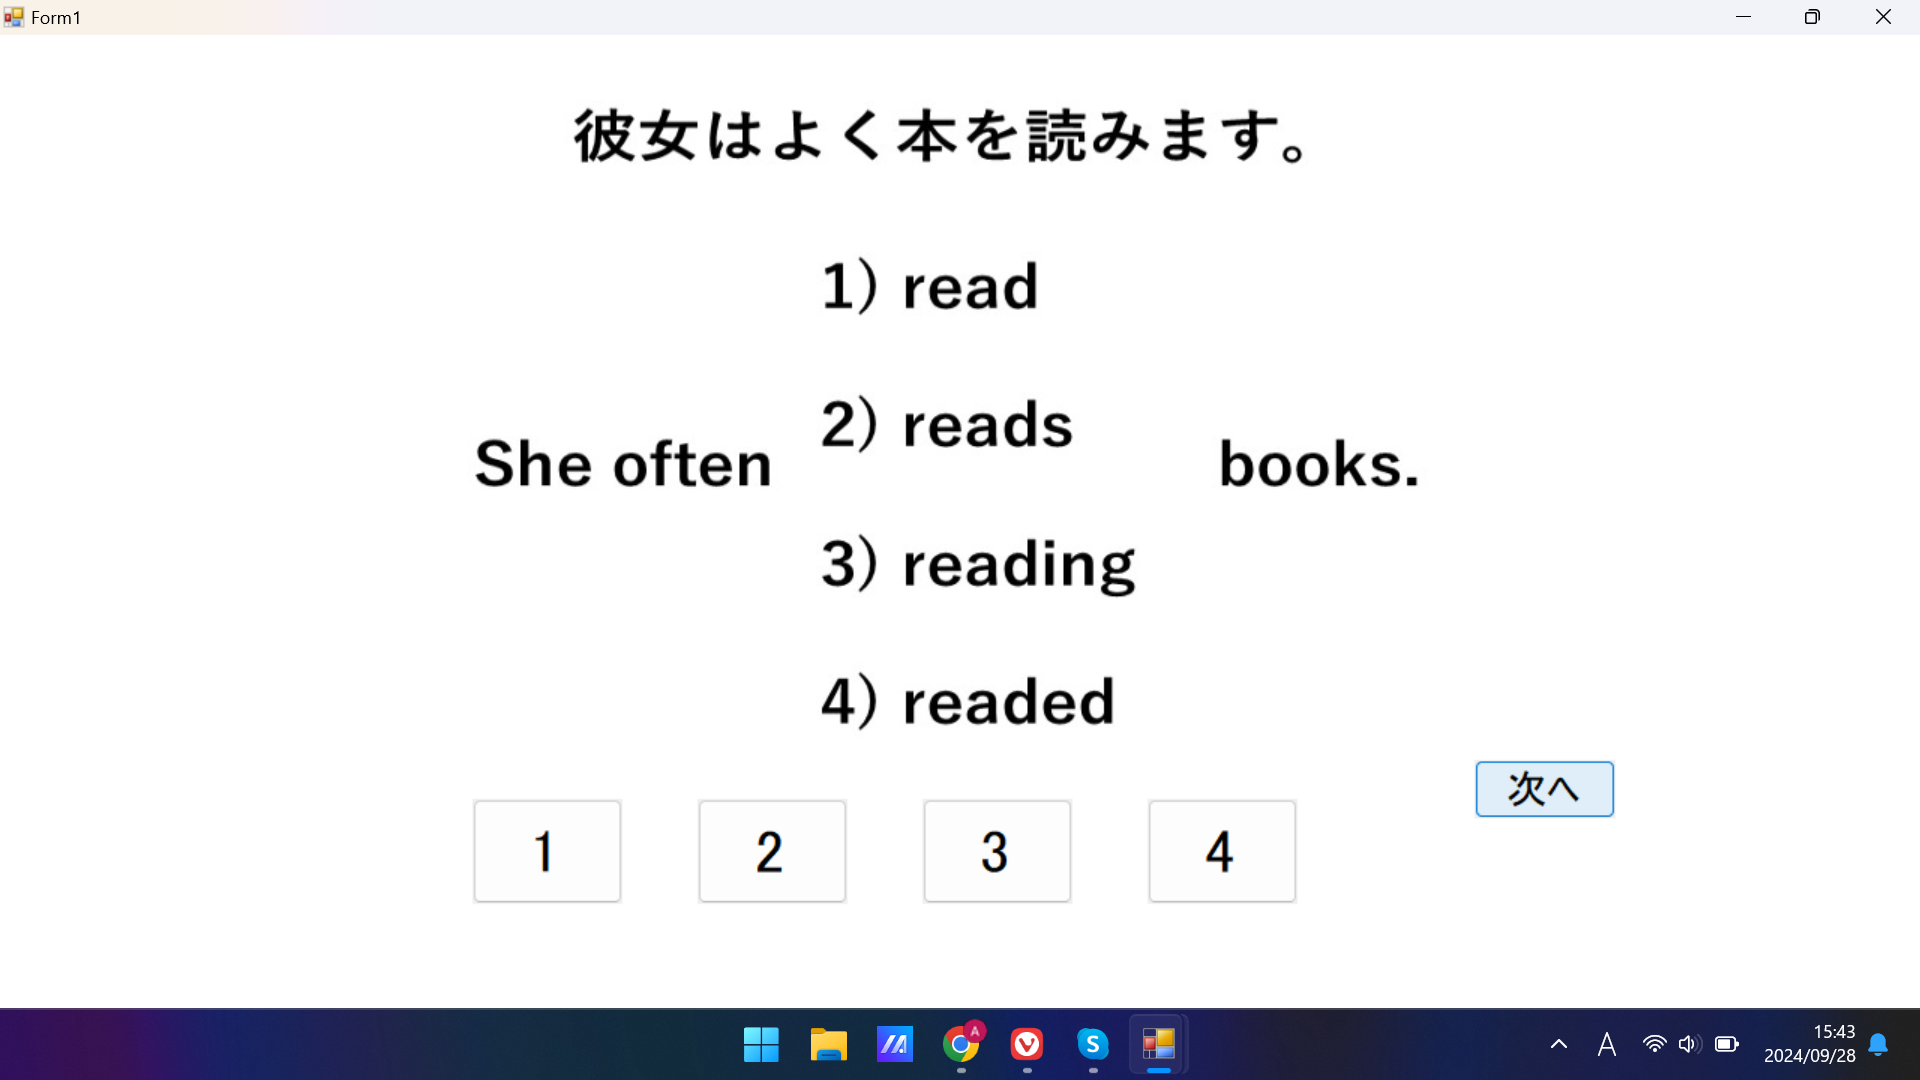 Form1
彼女はよく本を読みます。
1) read
2) reads
She often
books.
3) reading
4) readed
次へ
1
2
3
4
A
S
A
15:43
2024/09/28